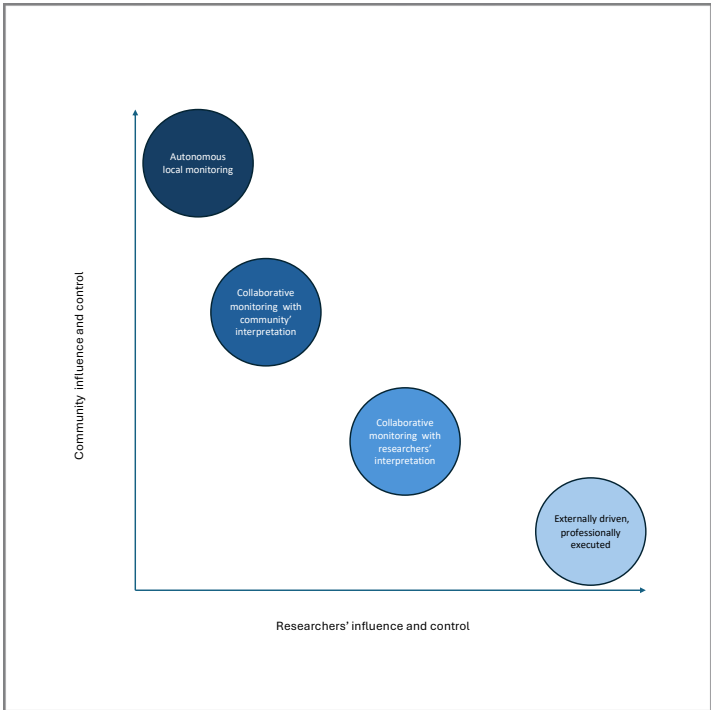 Autonomous
local monitoring
Collaborative
monitoring with
community'
interpretation
Community influence and control
Collaborative
monitoring with
researchers'
interpretation
Externally driven,
professionally
executed
Researchers' influence and control